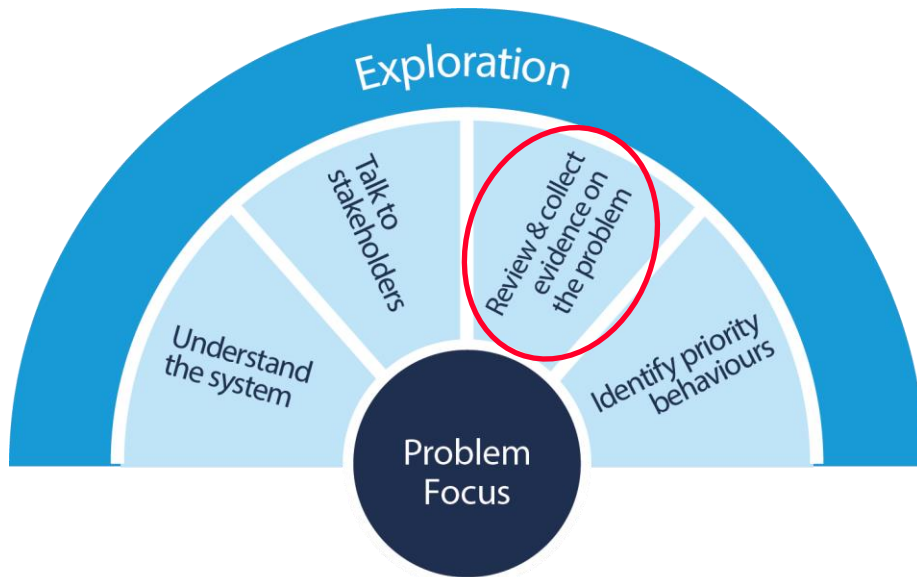 Exploration
Understand
the system
Talk to
stakeholders
Review & collect
evidence on
the problem
Identify priority
behaviours
Problem
Focus